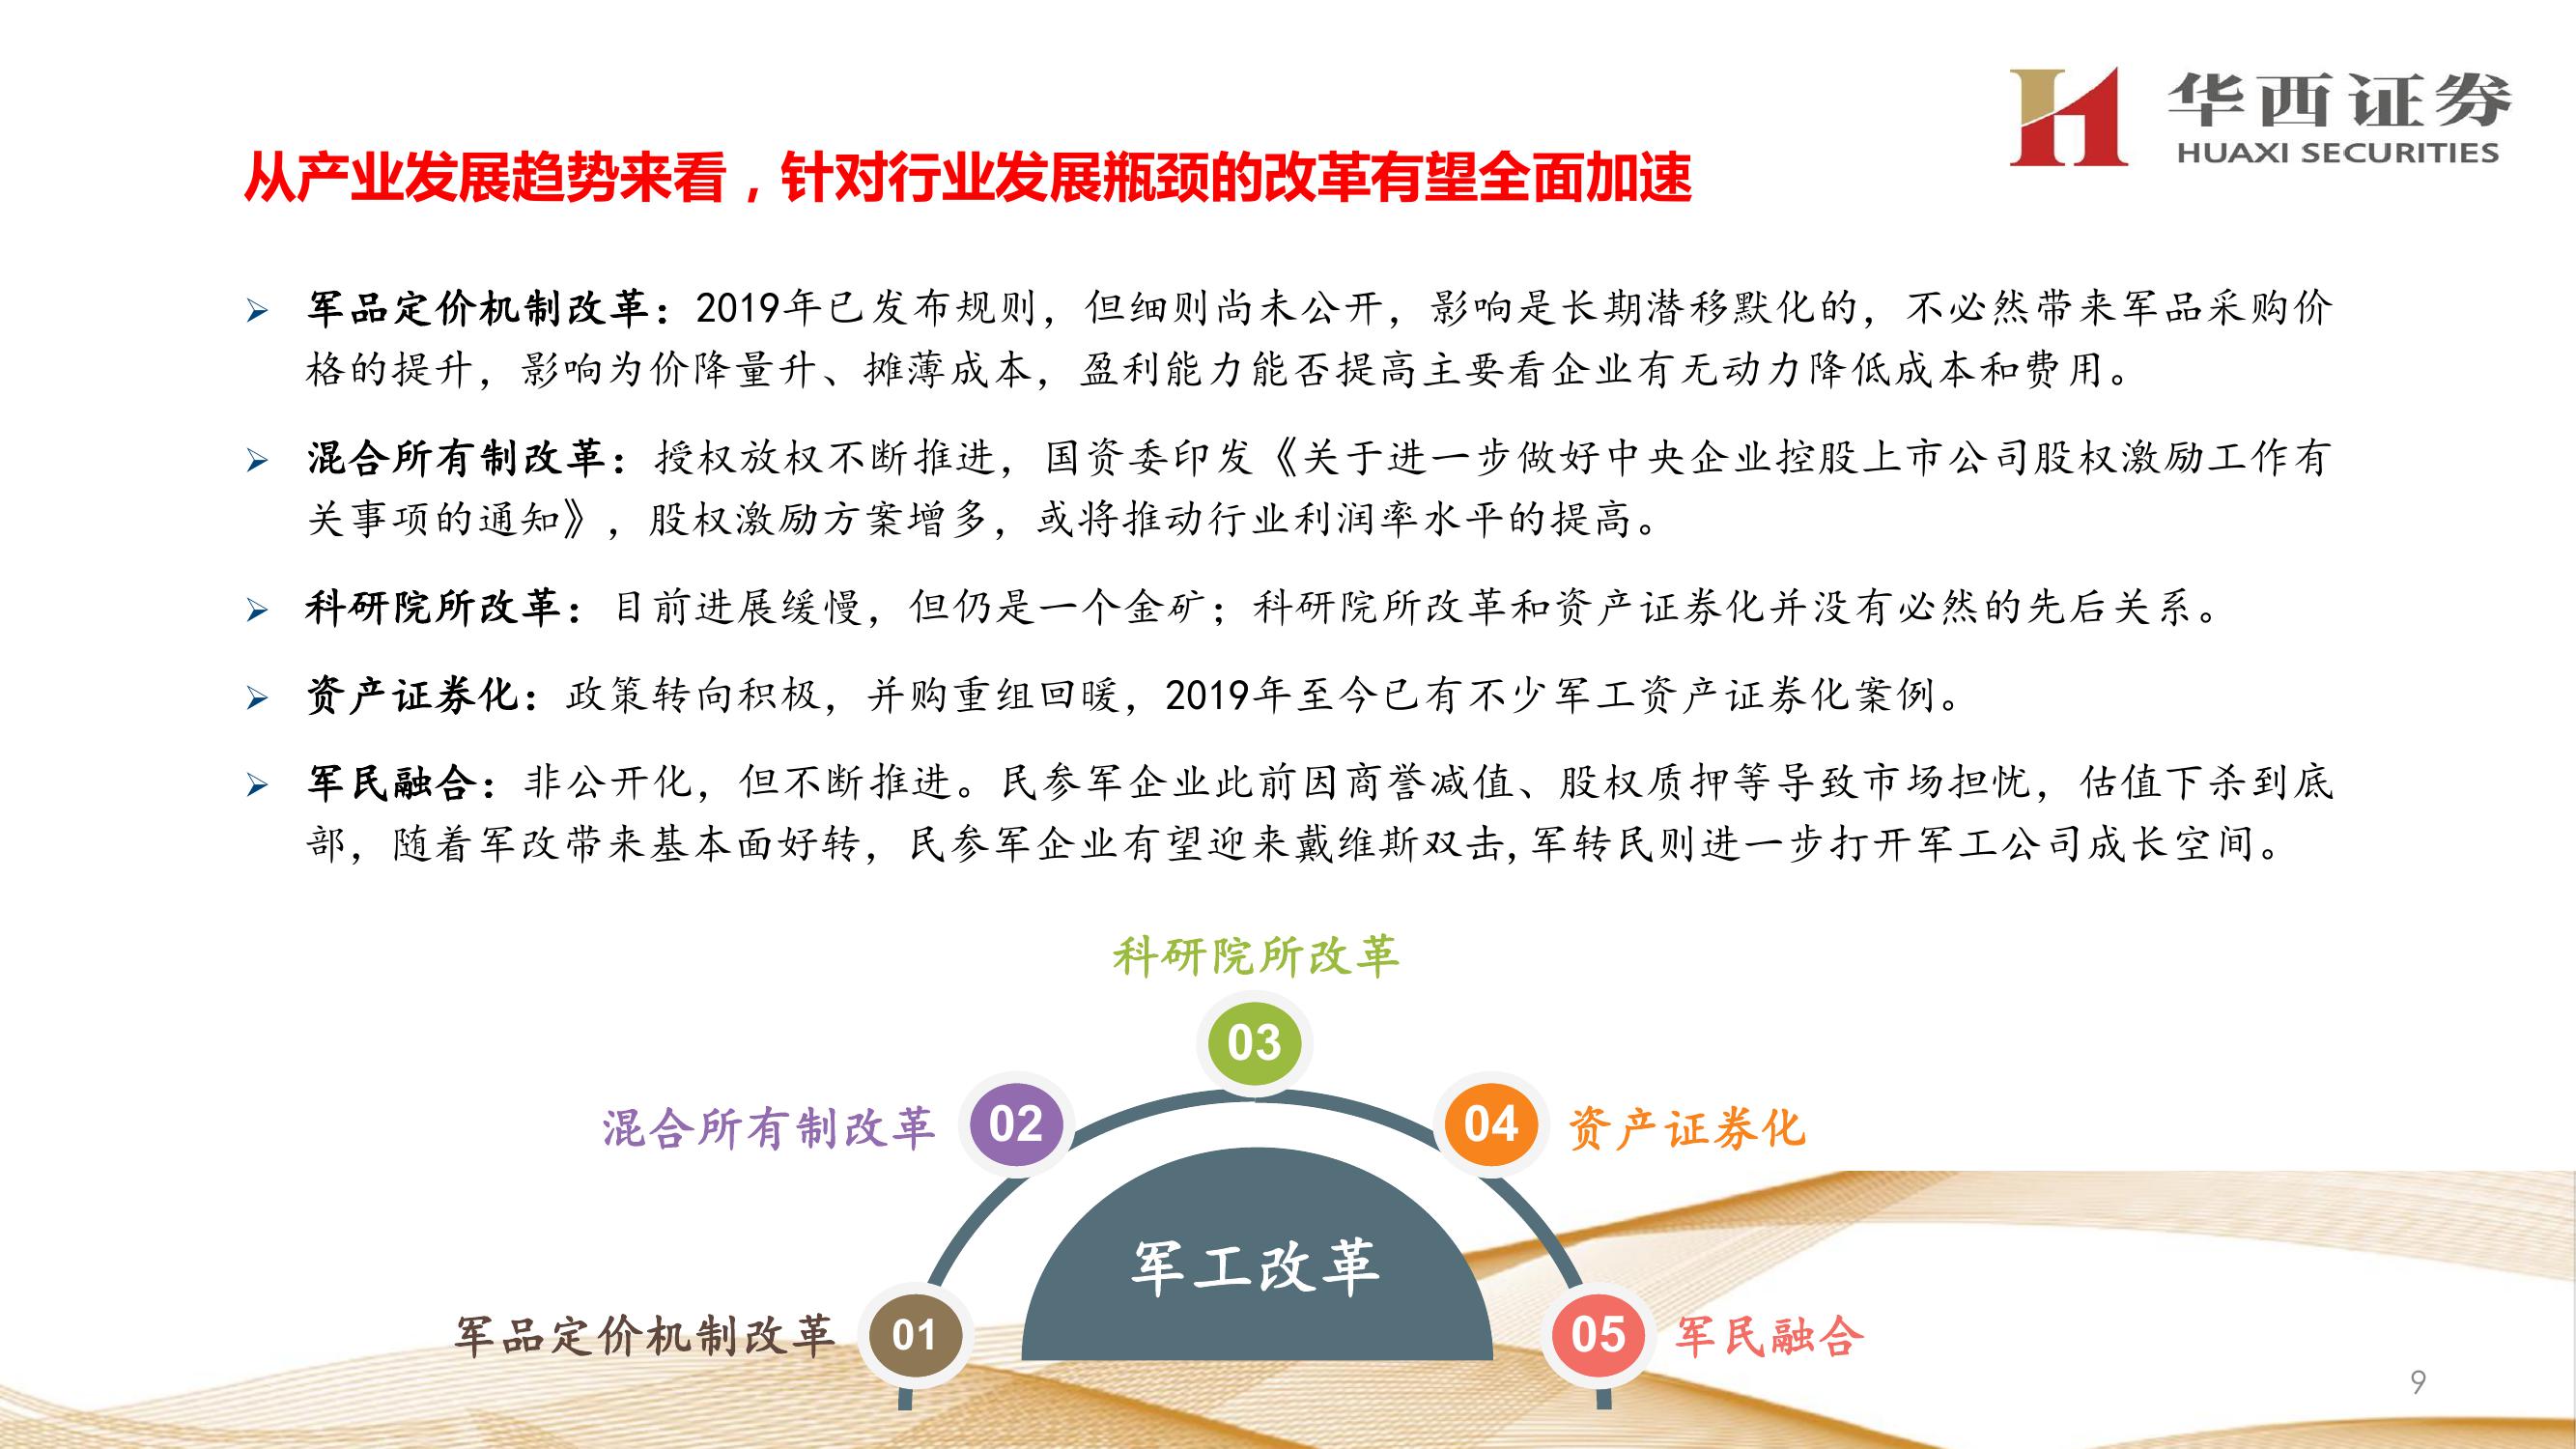 华西证券
HUAXI SECURITIES
从产业发展趋势来看，针对行业发展瓶颈的改革有望全面加速
军品定价机制改革：2019年已发布规则，但细则尚未公开，影响是长期潜移默化的，不必然带来军品采购价
格的提升，影响为价降量升、摊薄成本，盈利能力能否提高主要看企业有无动力降低成本和费用。
混合所有制改革：授权放权不断推进，国资委印发《关于进一步做好中央企业控股上市公司股权激励工作有
关事项的通知》，股权激励方案增多，或将推动行业利润率水平的提高。
科研院所改革：目前进展缓慢，但仍是一个金矿；科研院所改革和资产证券化并没有必然的先后关系。
资产证券化：政策转向积极，并购重组回暖，2019年至今已有不少军工资产证券化案例。
军民融合：非公开化，但不断推进。民参军企业此前因商誉减值、股权质押等导致市场担忧，估值下杀到底
部，随着军改带来基本面好转，民参军企业有望迎来戴维斯双击,军转民则进一步打开军工公司成长空间。
科研院所改革
03
混合所有制改革 02
04 资产证券化
军工改革
军品定价机制改革 01
05 军民融合
9